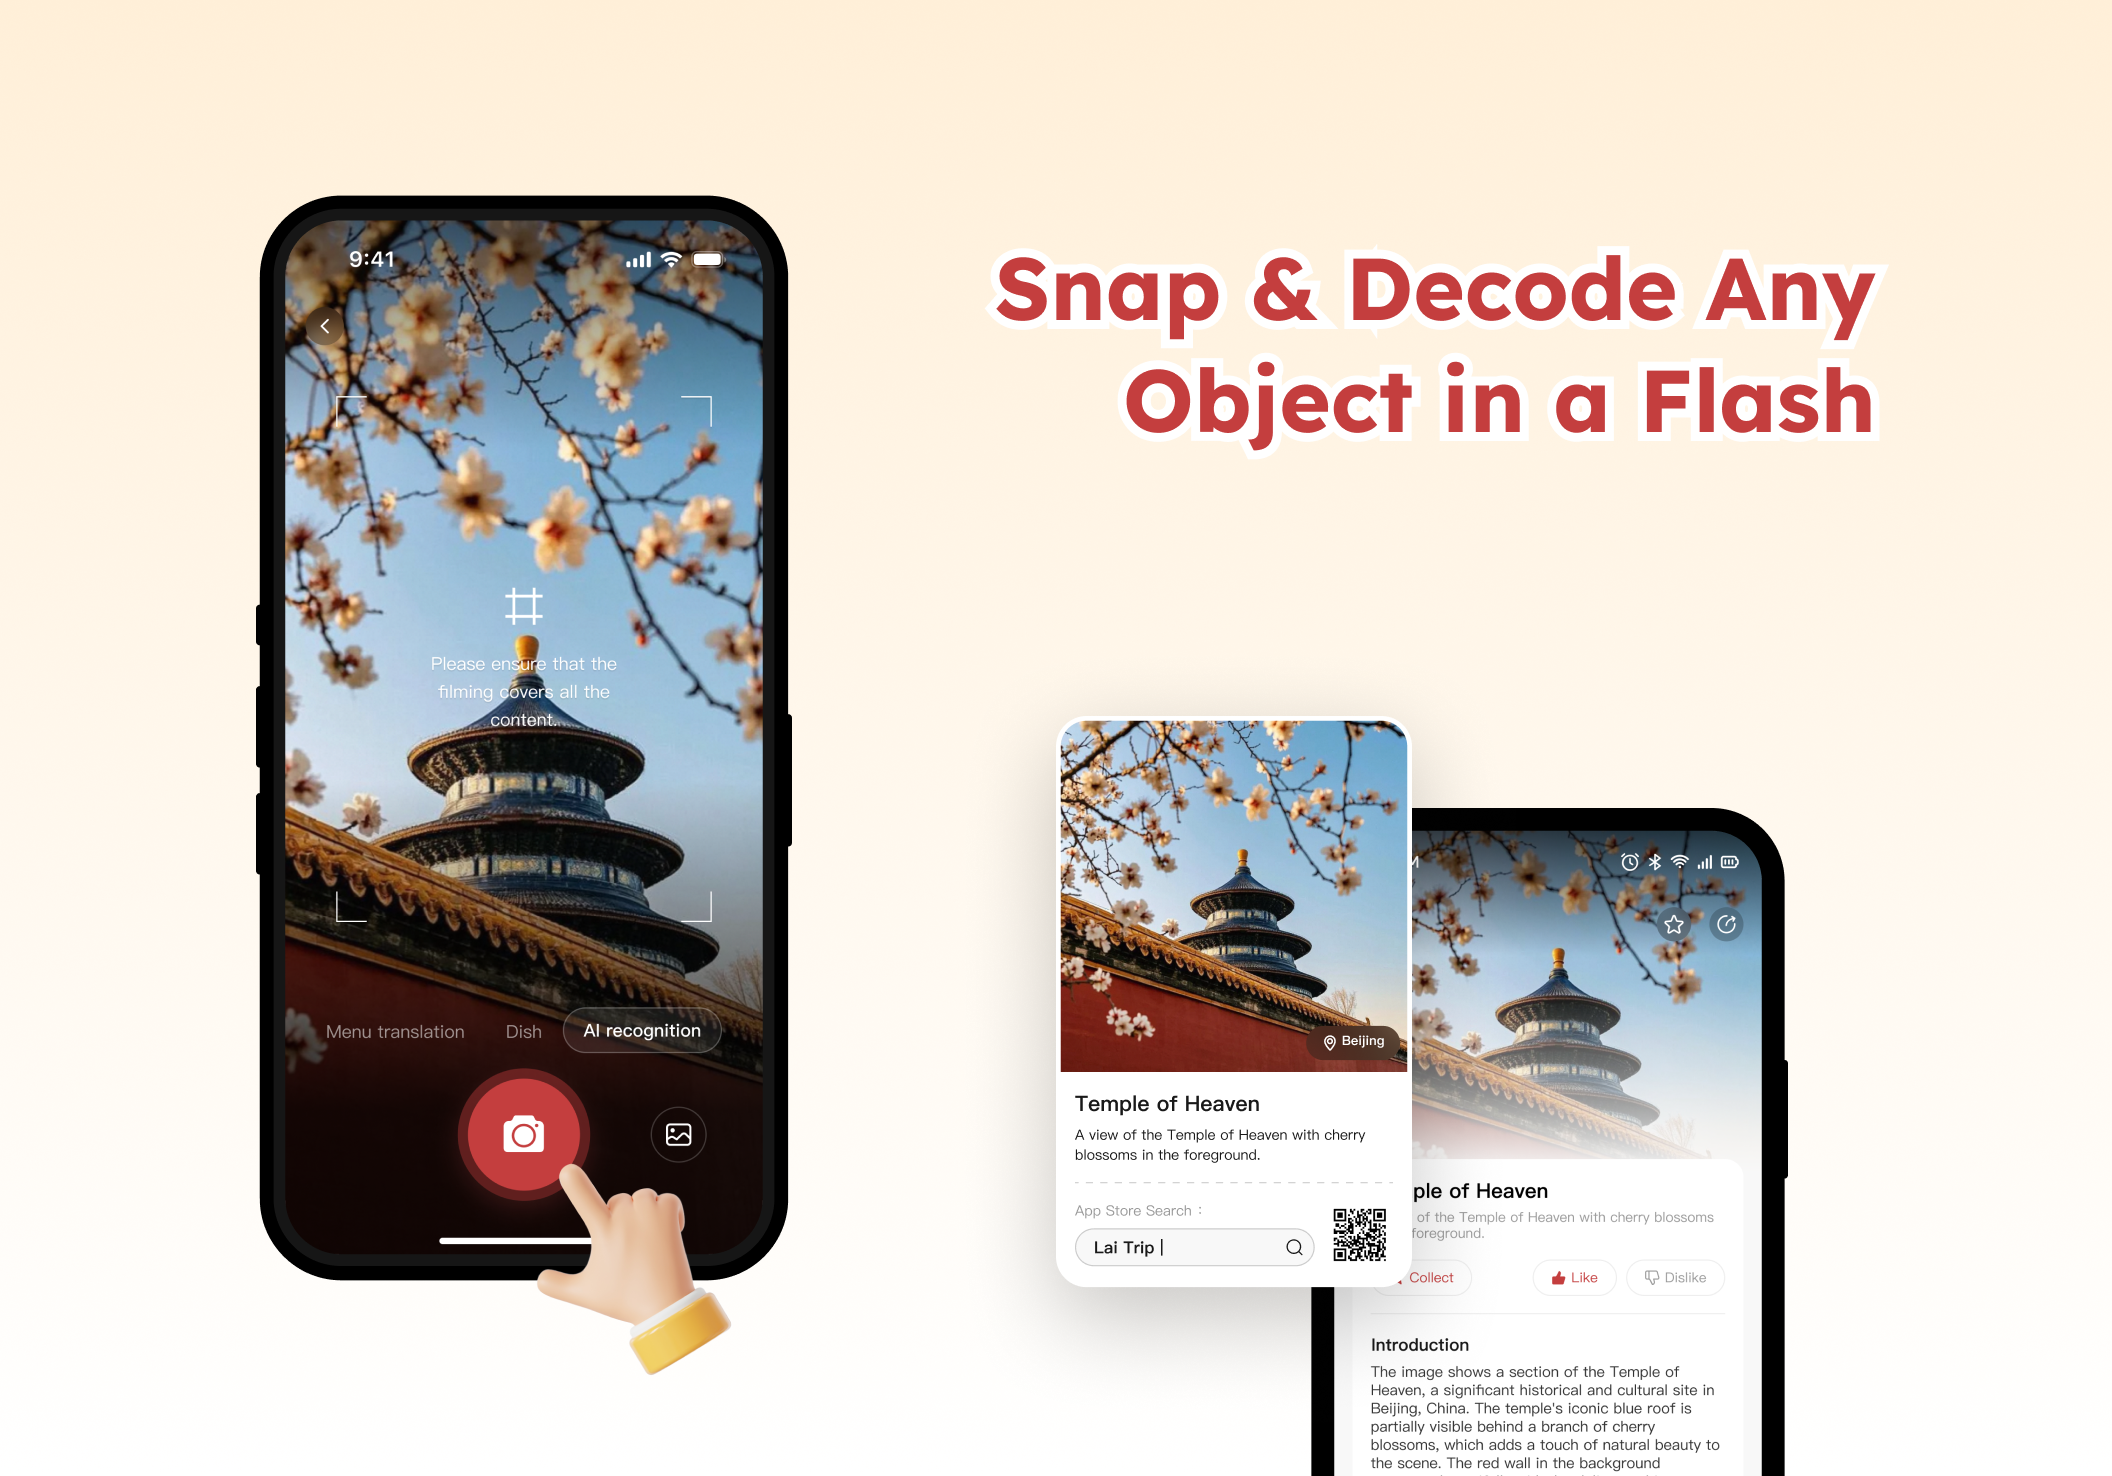 Snap & Decode Any
Object in a Flash
9:41
Please ensure that the
filming covers all the
content.
Menu translation
Dish
AI recognition
Beijing
Temple of Heaven
A view of the Temple of Heaven with cherry
blossoms in the foreground.
App Store Search :
Lai Trip
M
ple of Heaven
of the Temple of Heaven with cherry blossoms
foreground.
Collect
Like
Dislike
Introduction
The image shows a section of the Temple of
Heaven, a significant historical and cultural site in
Beijing, China. The temple's iconic blue roof is
partially visible behind a branch of cherry
blossoms, which adds a touch of natural beauty to
the scene. The red wall in the background